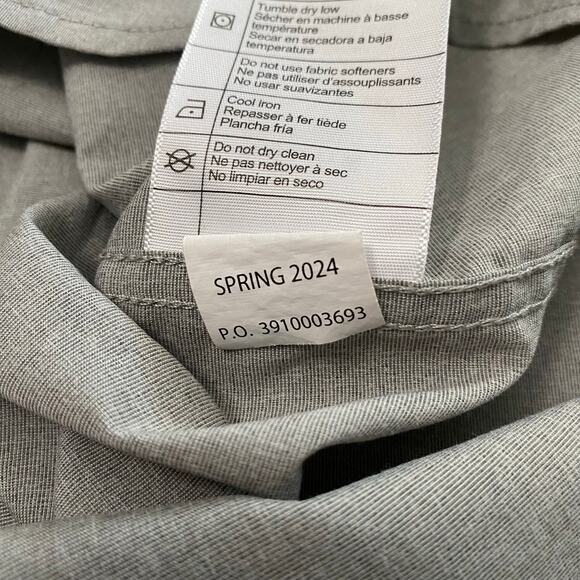 Tumble dry low
Sécher en machine à basse
température
Secar en secadora a baja
temperatura
Do not use fabric softeners
Ne pas utiliser d'assouplissants
No usar suavizantes
Cool iron
Repasser à fer tiède
Plancha fría
Do not dry clean
Ne pas nettoyer à sec
No limpiar en seco
SPRING 2024
P.O. 3910003693